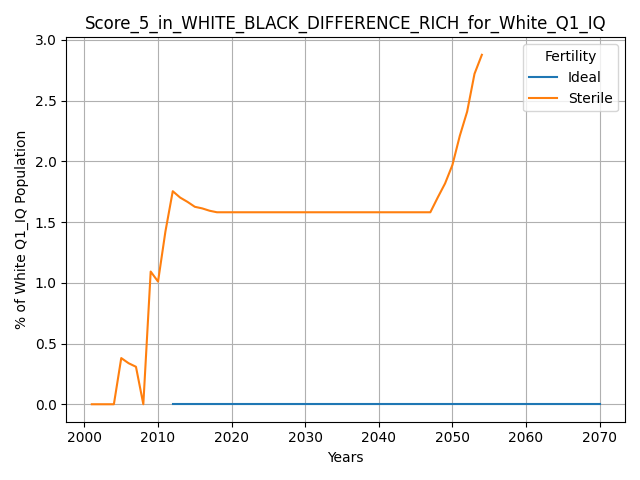 Score_5_in_WHITE_BLACK_DIFFERENCE_RICH_for_White_Q1_IQ
Fertility
Ideal
Sterile
% of White Q1_IQ Population
3.0
2.5
2.0
1.5
1.0
0.5
0.0
2000 2010 2020 2030 2040 2050 2060 2070
Years